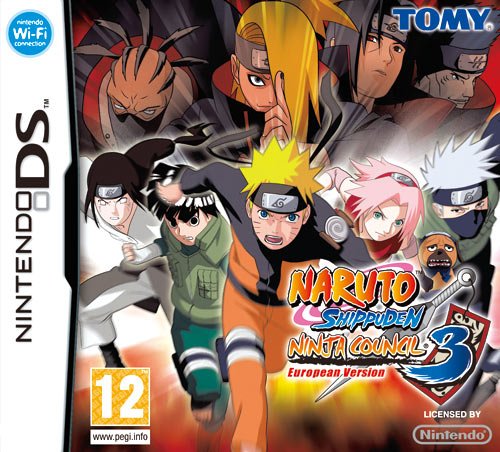 Nintendo
Wi-Fi
connection
TOMY
NINTENDO DS™
NARUTO
SHIPPUDEN
NINJA COUNCIL 3
European Version
12
www.pegi.info
LICENSED BY
Nintendo